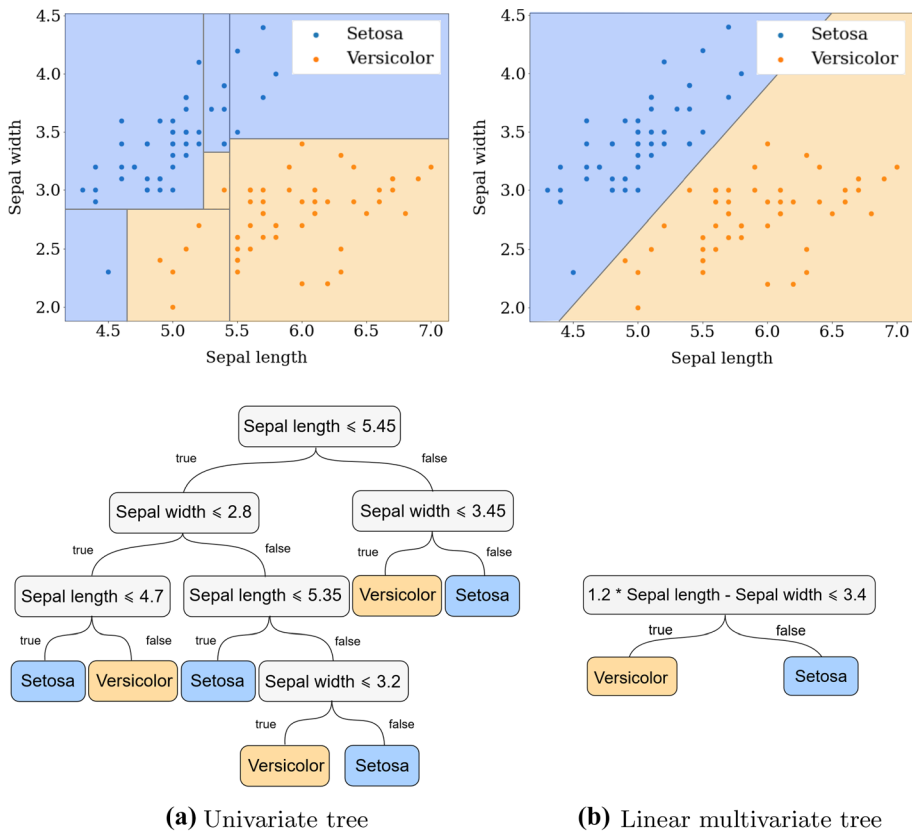 4.5
4.0
3.5
3.0
2.5
2.0
Sepal width
Setosa
Versicolor
4.5 5.0 5.5 6.0 6.5 7.0
Sepal length
4.5
4.0
3.5
3.0
2.5
2.0
Sepal width
Setosa
Versicolor
4.5 5.0 5.5 6.0 6.5 7.0
Sepal length
Sepal length ⩽ 5.45
true false
Sepal width ⩽ 2.8
Sepal width ⩽ 3.45
true false
true false
Sepal length ⩽ 4.7
Sepal length ⩽ 5.35
Versicolor
Setosa
true false
true false
Setosa
Versicolor
Setosa
Sepal width ⩽ 3.2
true false
Versicolor
Setosa
1.2 * Sepal length - Sepal width ⩽ 3.4
true false
Versicolor
Setosa
(a) Univariate tree
(b) Linear multivariate tree